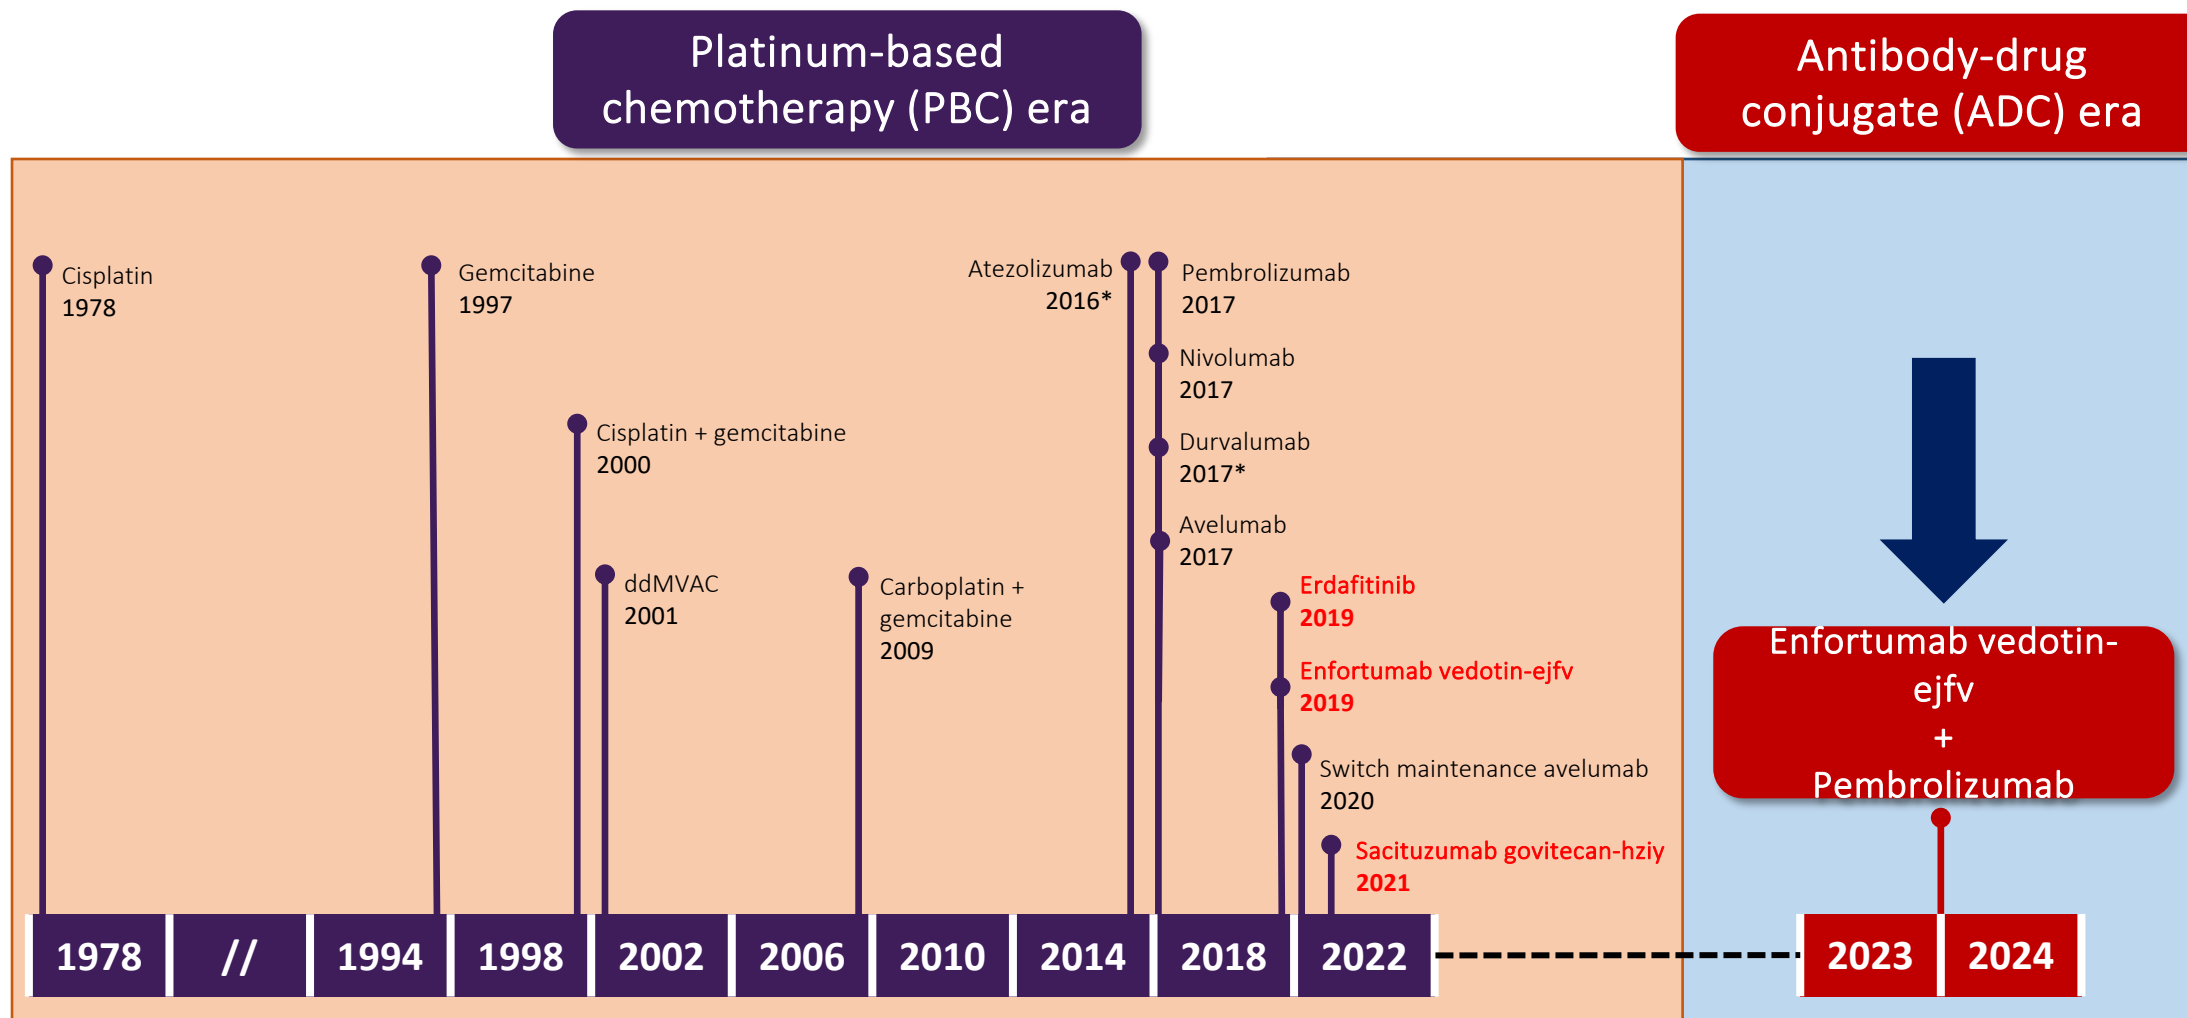 Platinum-based
chemotherapy (PBC) era
Antibody-drug
conjugate (ADC) era
Cisplatin
1978
Gemcitabine
1997
Cisplatin + gemcitabine
2000
ddMVAC
2001
Carboplatin +
gemcitabine
2009
Atezolizumab
2016*
Pembrolizumab
2017
Nivolumab
2017
Durvalumab
2017*
Avelumab
2017
Erdafitinib
2019
Enfortumab vedotin-ejfv
2019
Switch maintenance avelumab
2020
Sacituzumab govitecan-hziy
2021
Enfortumab vedotin-
ejfv
+
Pembrolizumab
1978
//
1994
1998
2002
2006
2010
2014
2018
2022
2023
2024